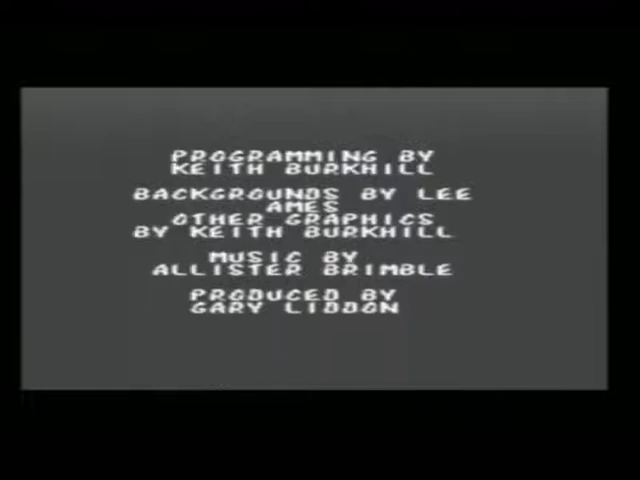 PROGRAMMING BY
KEITH BURKHILL
BACKGROUNDS BY LEE
AMES
OTHER GRAPHICS
BY KEITH BURKHILL
MUSIC BY
ALLISTER BRIMBLE
PRODUCED BY
GARY LIDDON